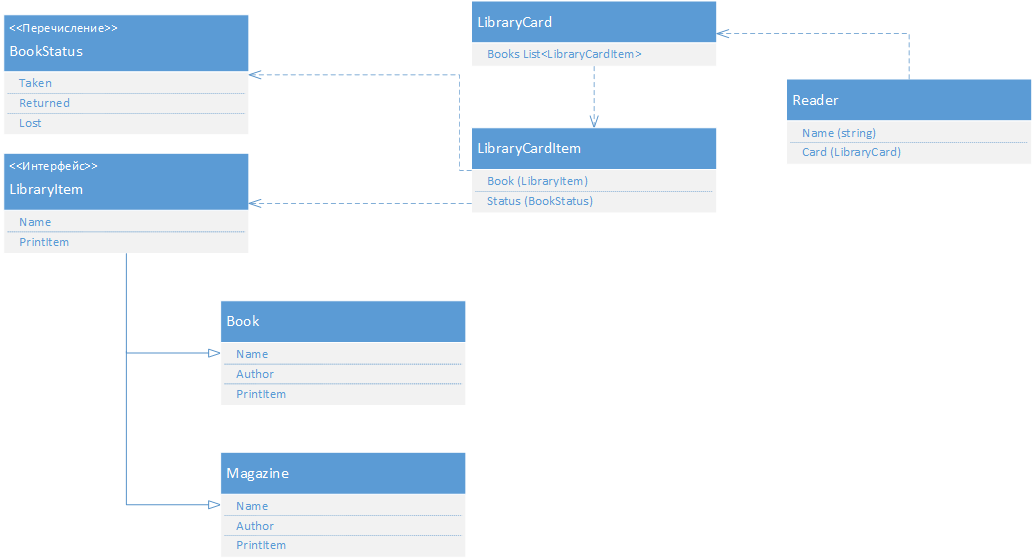 <<Перечисление>>
BookStatus
Taken
Returned
Lost
LibraryCard
Books List<LibraryCardItem>
Reader
Name (string)
Card (LibraryCard)
LibraryCardItem
Book (LibraryItem)
Status (BookStatus)
<<Интерфейс>>
LibraryItem
Name
PrintItem
Book
Name
Author
PrintItem
Magazine
Name
Author
PrintItem